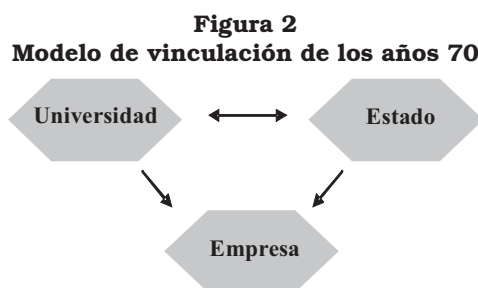 Figura 2
Modelo de vinculación de los años 70
Universidad
Estado
Empresa